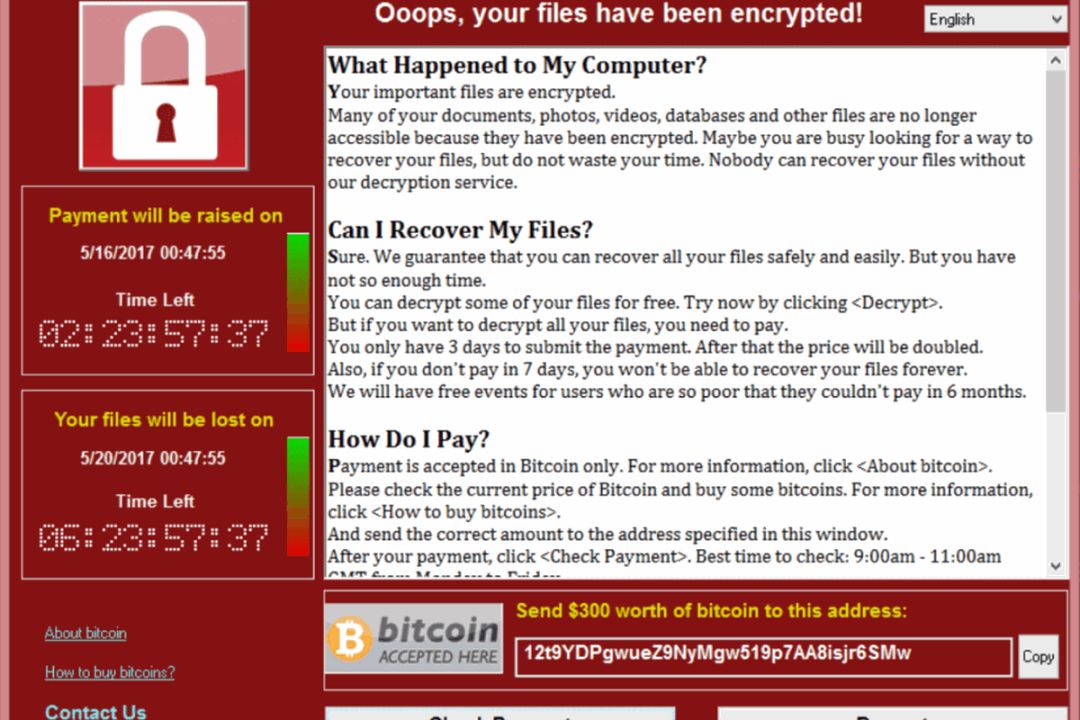 Ooops, your files have been encrypted!
English
What Happened to My Computer?
Your important files are encrypted.
Many of your documents, photos, videos, databases and other files are no longer
accessible because they have been encrypted. Maybe you are busy looking for a way to
recover your files, but do not waste your time. Nobody can recover your files without
our decryption service.
Can I Recover My Files?
Sure. We guarantee that you can recover all your files safely and easily. But you have
not so enough time.
You can decrypt some of your files for free. Try now by clicking <Decrypt>.
But if you want to decrypt all your files, you need to pay.
You only have 3 days to submit the payment. After that the price will be doubled.
Also, if you don't pay in 7 days, you won't be able to recover your files forever.
We will have free events for users who are so poor that they couldn't pay in 6 months.
How Do I Pay?
Payment is accepted in Bitcoin only. For more information, click <About bitcoin>.
Please check the current price of Bitcoin and buy some bitcoins. For more information,
click <How to buy bitcoins>.
And send the correct amount to the address specified in this window.
After your payment, click <Check Payment>. Best time to check: 9:00am - 11:00am
GMT from Monday to Friday
Payment will be raised on
5/16/2017 00:47:55
Time Left
02:23:57:37
Your files will be lost on
5/20/2017 00:47:55
Time Left
06:23:57:37
About bitcoin
How to buy bitcoins?
Contact Us
bitcoin
ACCEPTED HERE
Send $300 worth of bitcoin to this address:
12t9YDPgwueZ9NyMgw519p7AA8isjr6SMw
Copy